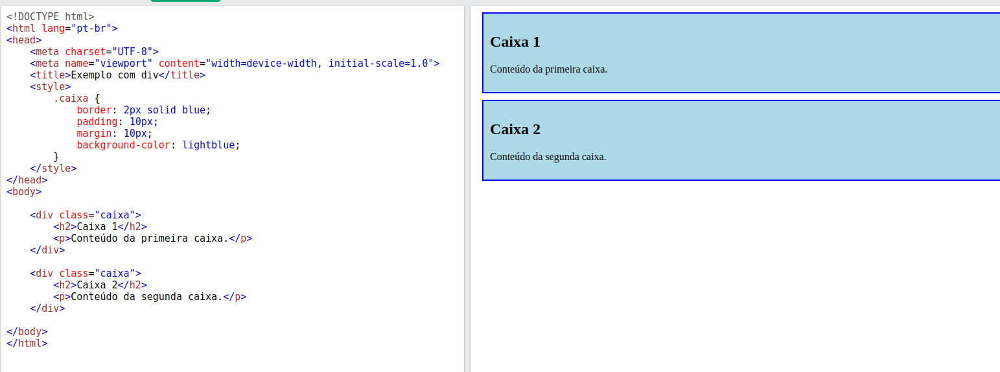 <!DOCTYPE html>
<html lang="pt-br">
<head>
    <meta charset="UTF-8">
    <meta name="viewport" content="width=device-width, initial-scale=1.0">
    <title>Exemplo com div</title>
    <style>
        .caixa {
            border: 2px solid blue;
            padding: 10px;
            margin: 10px;
            background-color: lightblue;
        }
    </style>
</head>
<body>
    <div class="caixa">
        <h2>Caixa 1</h2>
        <p>Conteúdo da primeira caixa.</p>
    </div>
    <div class="caixa">
        <h2>Caixa 2</h2>
        <p>Conteúdo da segunda caixa.</p>
    </div>
</body>
</html>
Caixa 1
Conteúdo da primeira caixa.
Caixa 2
Conteúdo da segunda caixa.